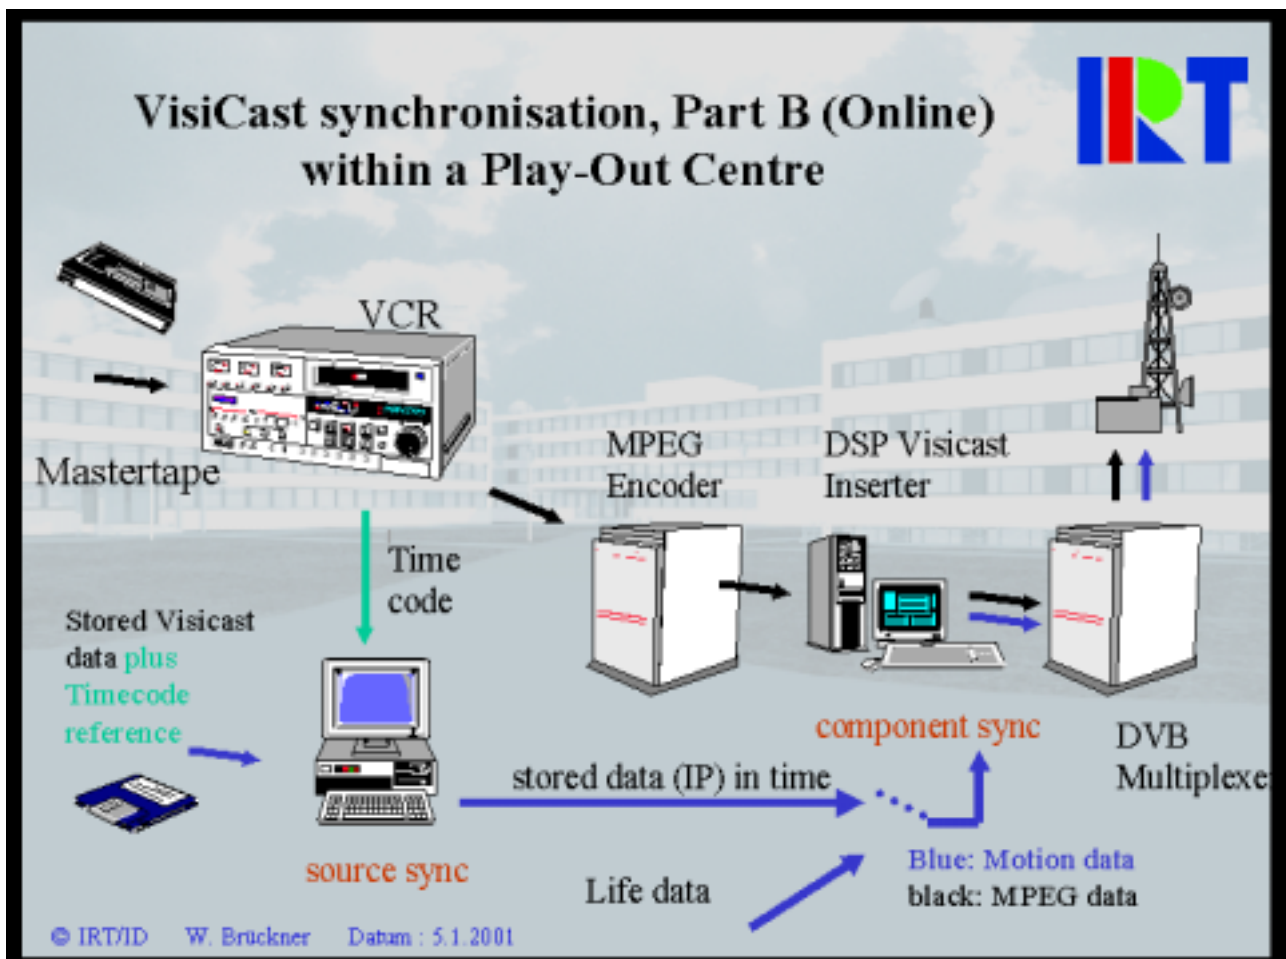 VisiCast synchronisation, Part B (Online)
within a Play-Out Centre
IRT
VCR
Mastertape
MPEG
Encoder
DSP Visicast
Inserter
Time
code
Stored Visicast
data plus
Timecode
reference
component sync
DVB
Multiplexe
stored data (IP) in time
source sync
Life data
Blue: Motion data
black: MPEG data
© IRT/ID W. Brückner Datum : 5.1.2001